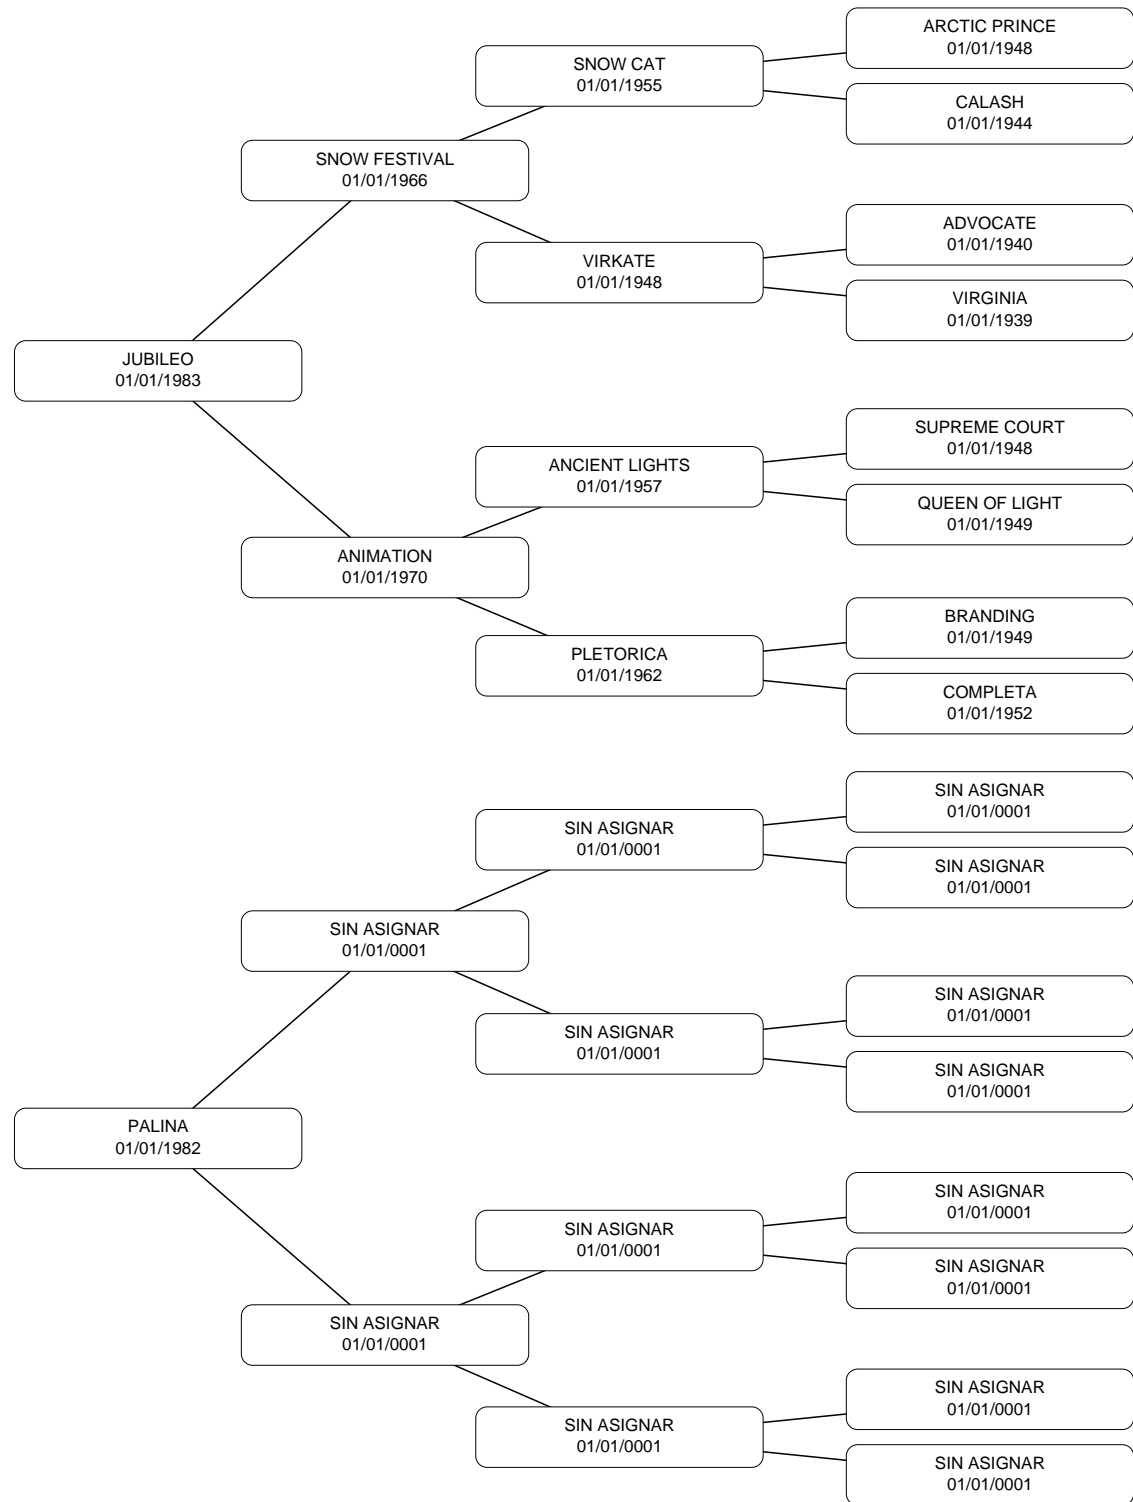 ARCTIC PRINCE
01/01/1948
SNOW CAT
01/01/1955
CALASH
01/01/1944
SNOW FESTIVAL
01/01/1966
ADVOCATE
01/01/1940
VIRKATE
01/01/1948
VIRGINIA
01/01/1939
JUBILEO
01/01/1983
SUPREME COURT
01/01/1948
ANCIENT LIGHTS
01/01/1957
QUEEN OF LIGHT
01/01/1949
ANIMATION
01/01/1970
BRANDING
01/01/1949
PLETORICA
01/01/1962
COMPLETA
01/01/1952
SIN ASIGNAR
01/01/0001
SIN ASIGNAR
01/01/0001
SIN ASIGNAR
01/01/0001
SIN ASIGNAR
01/01/0001
SIN ASIGNAR
01/01/0001
SIN ASIGNAR
01/01/0001
SIN ASIGNAR
01/01/0001
PALINA
01/01/1982
SIN ASIGNAR
01/01/0001
SIN ASIGNAR
01/01/0001
SIN ASIGNAR
01/01/0001
SIN ASIGNAR
01/01/0001
SIN ASIGNAR
01/01/0001
SIN ASIGNAR
01/01/0001
SIN ASIGNAR
01/01/0001